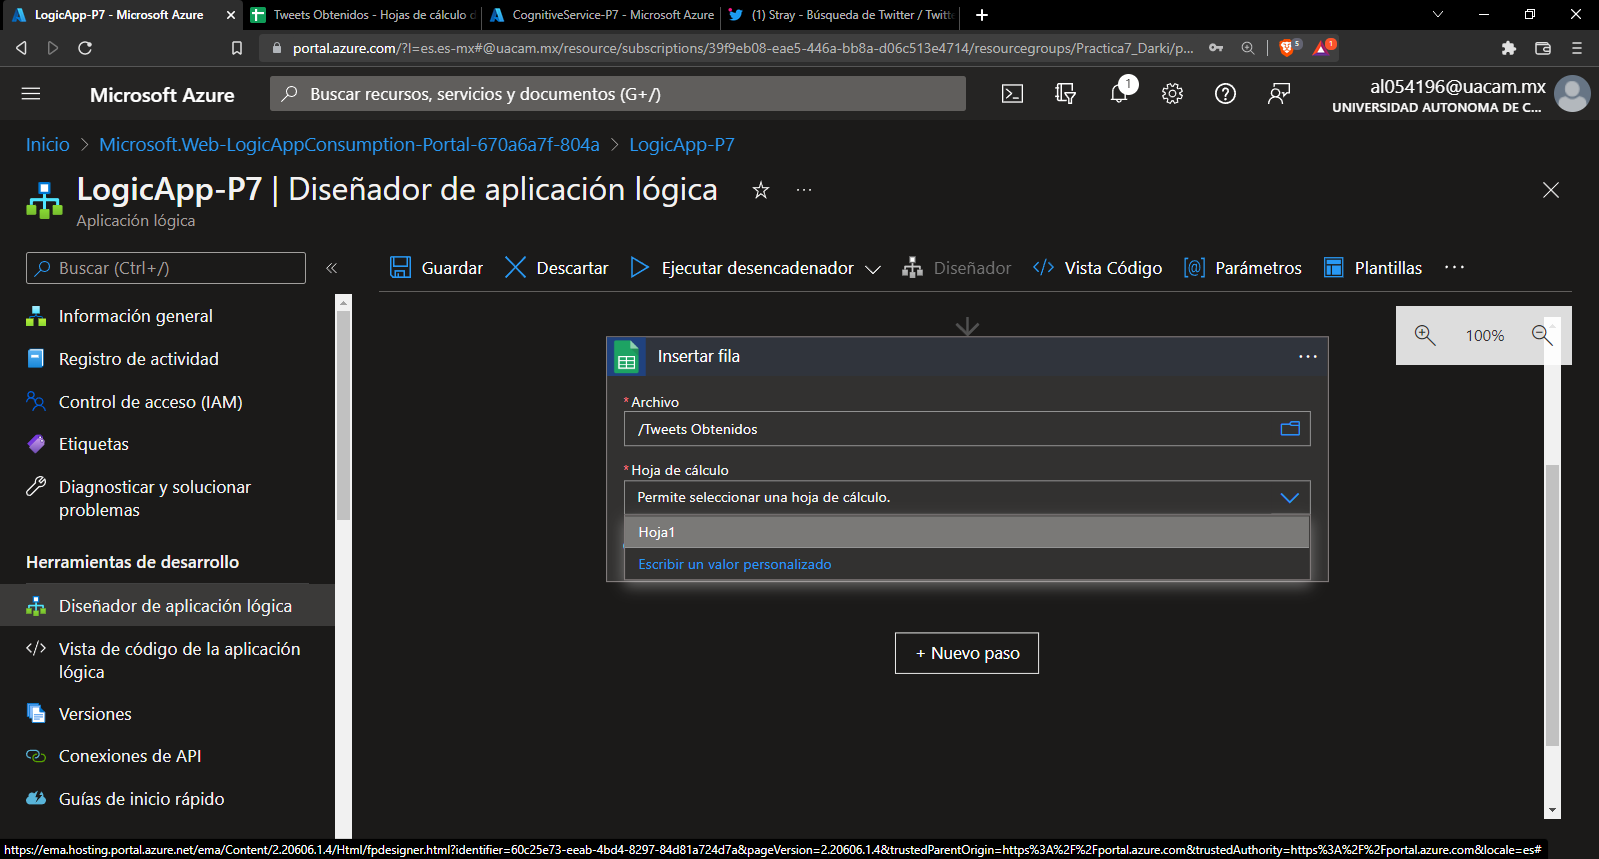 LogicApp-P7 - Microsoft Azure
Tweets Obtenidos - Hojas de cálculo d
CognitiveService-P7 - Microsoft Azure
(1) Stray - Búsqueda de Twitter / Twitte
portal.azure.com/?l=es.es-mx#@uacam.mx/resource/subscriptions/39f9eb08-eae5-446a-bb8a-d06c513e4714/resourcegroups/Practica7_Darki/p...
5
1
Microsoft Azure
Buscar recursos, servicios y documentos (G+/)
1
al054196@uacam.mx
UNIVERSIDAD AUTONOMA DE C...
Inicio > Microsoft.Web-LogicAppConsumption-Portal-670a6a7f-804a > LogicApp-P7
LogicApp-P7 | Diseñador de aplicación lógica
Aplicación lógica
Buscar (Ctrl+/)
Guardar
Descartar
Ejecutar desencadenador
Diseñador
Vista Código
Parámetros
Plantillas
Información general
Registro de actividad
Control de acceso (IAM)
Etiquetas
Diagnosticar y solucionar
problemas
Herramientas de desarrollo
Diseñador de aplicación lógica
Vista de código de la aplicación
lógica
Versiones
Conexiones de API
Guías de inicio rápido
100%
Insertar fila
* Archivo
/Tweets Obtenidos
* Hoja de cálculo
Permite seleccionar una hoja de cálculo.
Hoja1
Escribir un valor personalizado
+ Nuevo paso
https://ema.hosting.portal.azure.net/ema/Content/2.20606.1.4/Html/fpdesigner.html?identifier=60c25e73-eeab-4bd4-8297-84d81a724d7a&pageVersion=2.20606.1.4&trustedParentOrigin=https%3A%2F%2Fportal.azure.com&trustedAuthority=https%3A%2F%2Fportal.azure.com&locale=es#